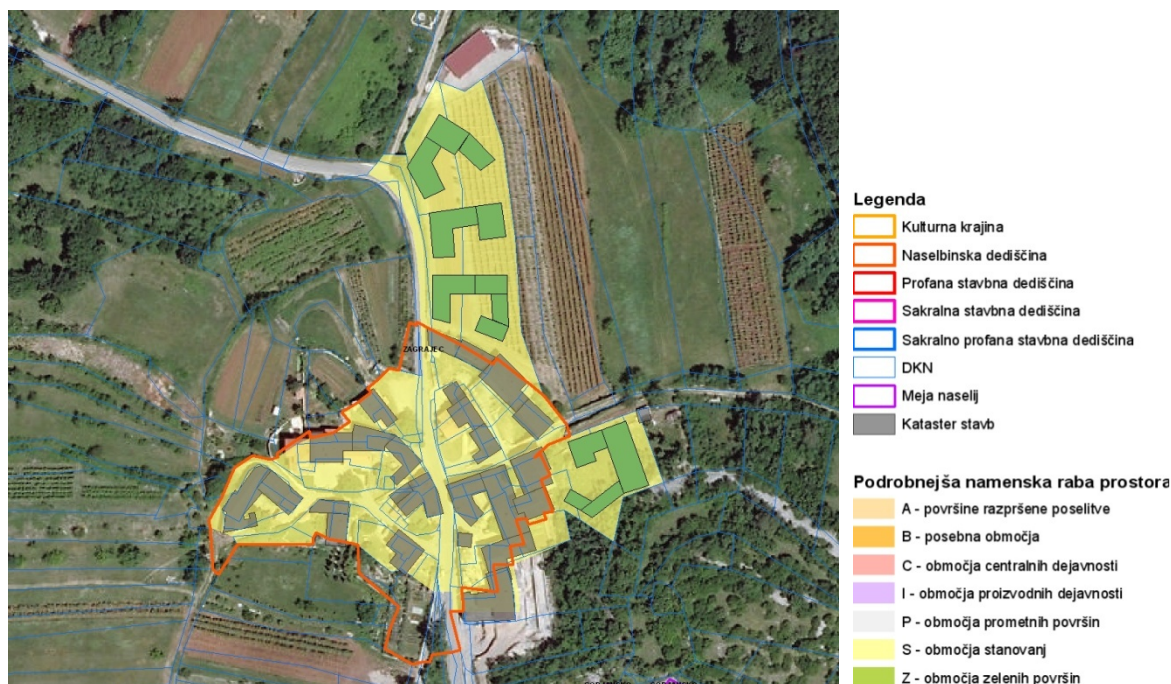 ZAGRAJEC
Legenda
Kulturna krajina
Naselbinska dediščina
Profana stavbna dediščina
Sakralna stavbna dediščina
Sakralno profana stavbna dediščina
DKN
Meja naselij
Kataster stavb
Podrobnejša namenska raba prostora
A - površine razpršene poselitve
B - posebna območja
C - območja centralnih dejavnosti
I - območja proizvodnih dejavnosti
P - območja prometnih površin
S - območja stanovanj
Z - območja zelenih površin